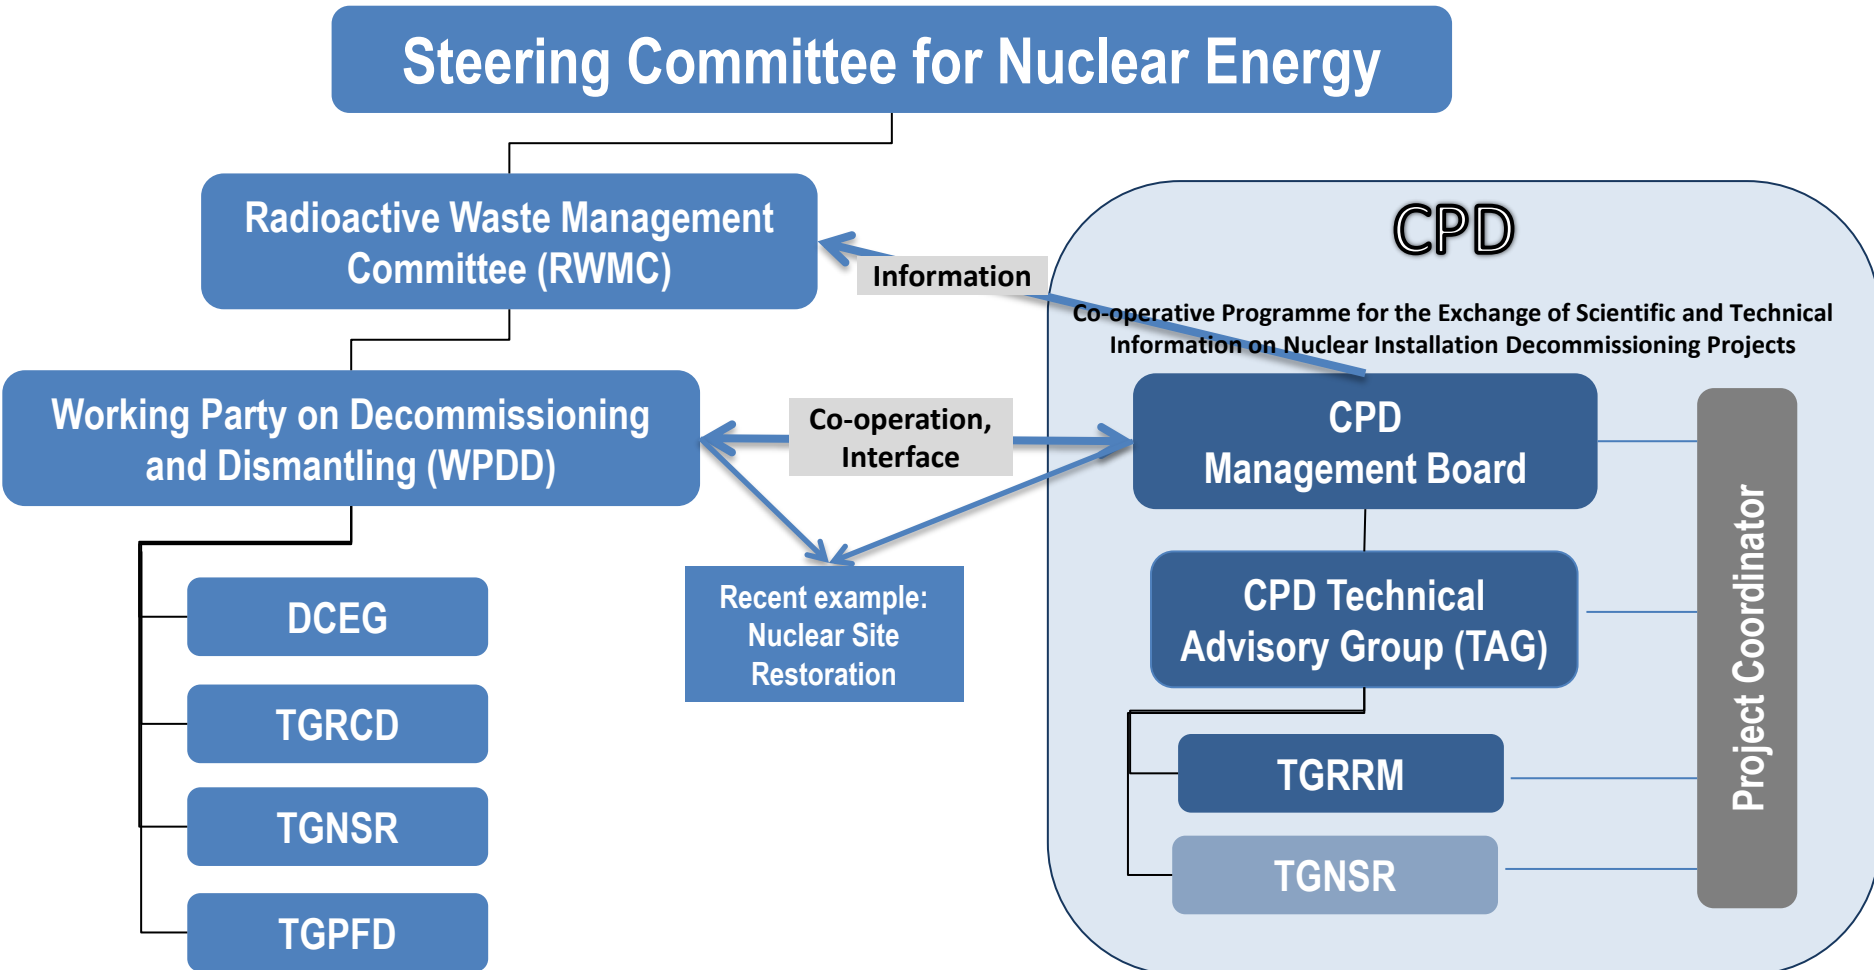 Steering Committee for Nuclear Energy
Radioactive Waste Management
Committee (RWMC)
Information
CPD
Co-operative Programme for the Exchange of Scientific and Technical
Information on Nuclear Installation Decommissioning Projects
Working Party on Decommissioning
and Dismantling (WPDD)
Co-operation,
Interface
CPD
Management Board
Recent example:
Nuclear Site
Restoration
CPD Technical
Advisory Group (TAG)
Project Coordinator
DCEG
TGRCD
TGNSR
TGPFD
TGRRM
TGNSR